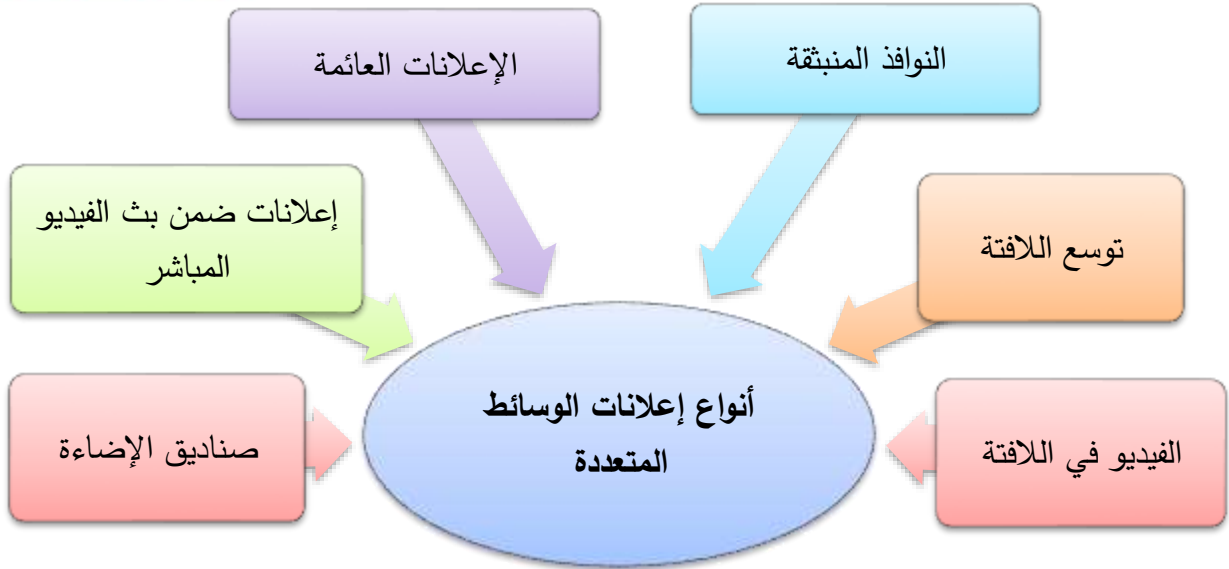 النوافذ المنبثقة
الإعلانات العائمة
توسع اللافتة
إعلانات ضمن بث الفيديو
المباشر
أنواع إعلانات الوسائط
المتعددة
الفيديو في اللافتة
صناديق الإضاءة